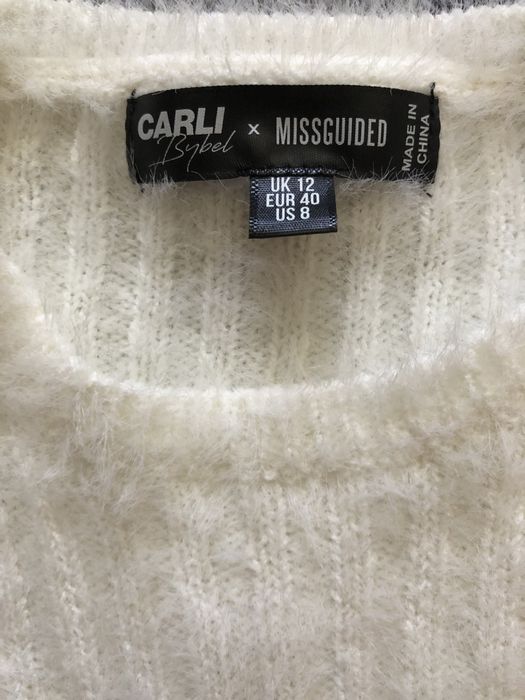 CARLI
Bybel
x MISSGUIDED
MADE IN
CHINA
UK 12
EUR 40
US 8